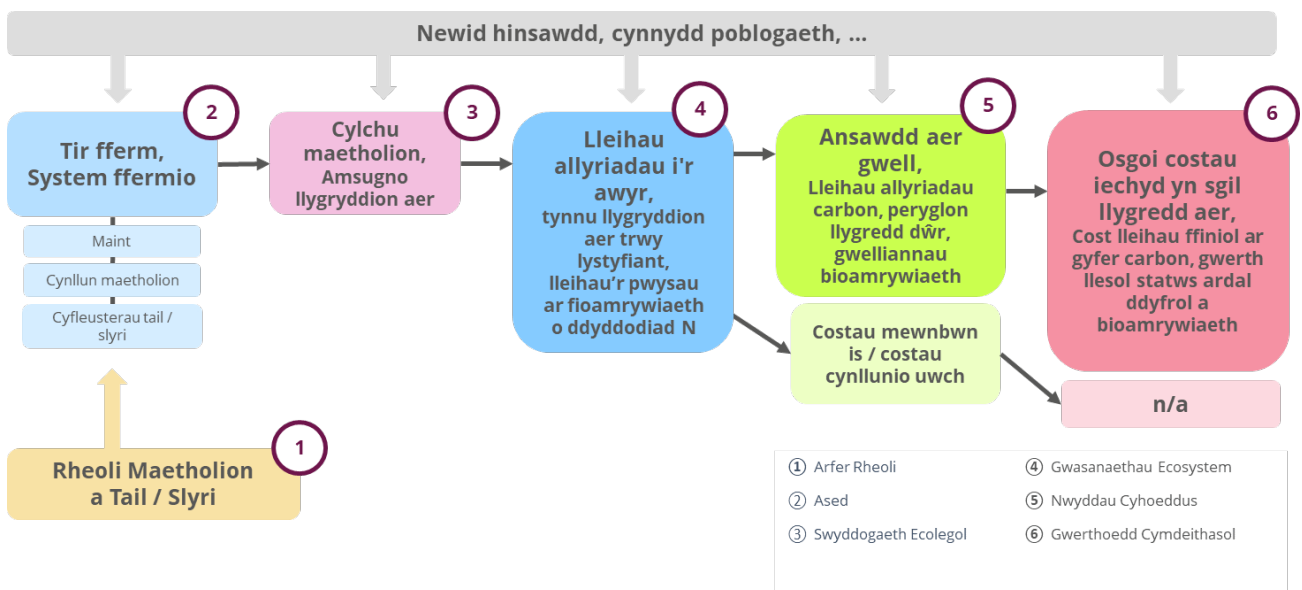 Newid hinsawdd, cynnydd poblogaeth, ...
2
Tir fferm,
System ffermio
Maint
Cynllun maetholion
Cyfleusterau tail /
slyri
1
Rheoli Maetholion
a Tail / Slyri
3
Cylchu
maetholion,
Amsugno
llygryddion aer
4
Lleihau
allyriadau i'r
awyr,
tynnu llygryddion
aer trwy
lystyfiant,
lleihau’r pwysau
ar fioamrywiaeth
o ddyddodiad N
5
Ansawdd aer
gwell,
Lleihau allyriadau
carbon, peryglon
llygredd dŵr,
gwelliannau
bioamrywiaeth
Costau mewnbwn
is / costau
cynllunio uwch
6
Osgoi costau
iechyd yn sgil
llygredd aer,
Cost lleihau ffiniol ar
gyfer carbon, gwerth
llesol statws ardal
ddyfrol a
bioamrywiaeth
n/a
① Arfer Rheoli
② Ased
③ Swyddogaeth Ecolegol
④ Gwasanaethau Ecosystem
⑤ Nwyddau Cyhoeddus
⑥ Gwerthoedd Cymdeithasol